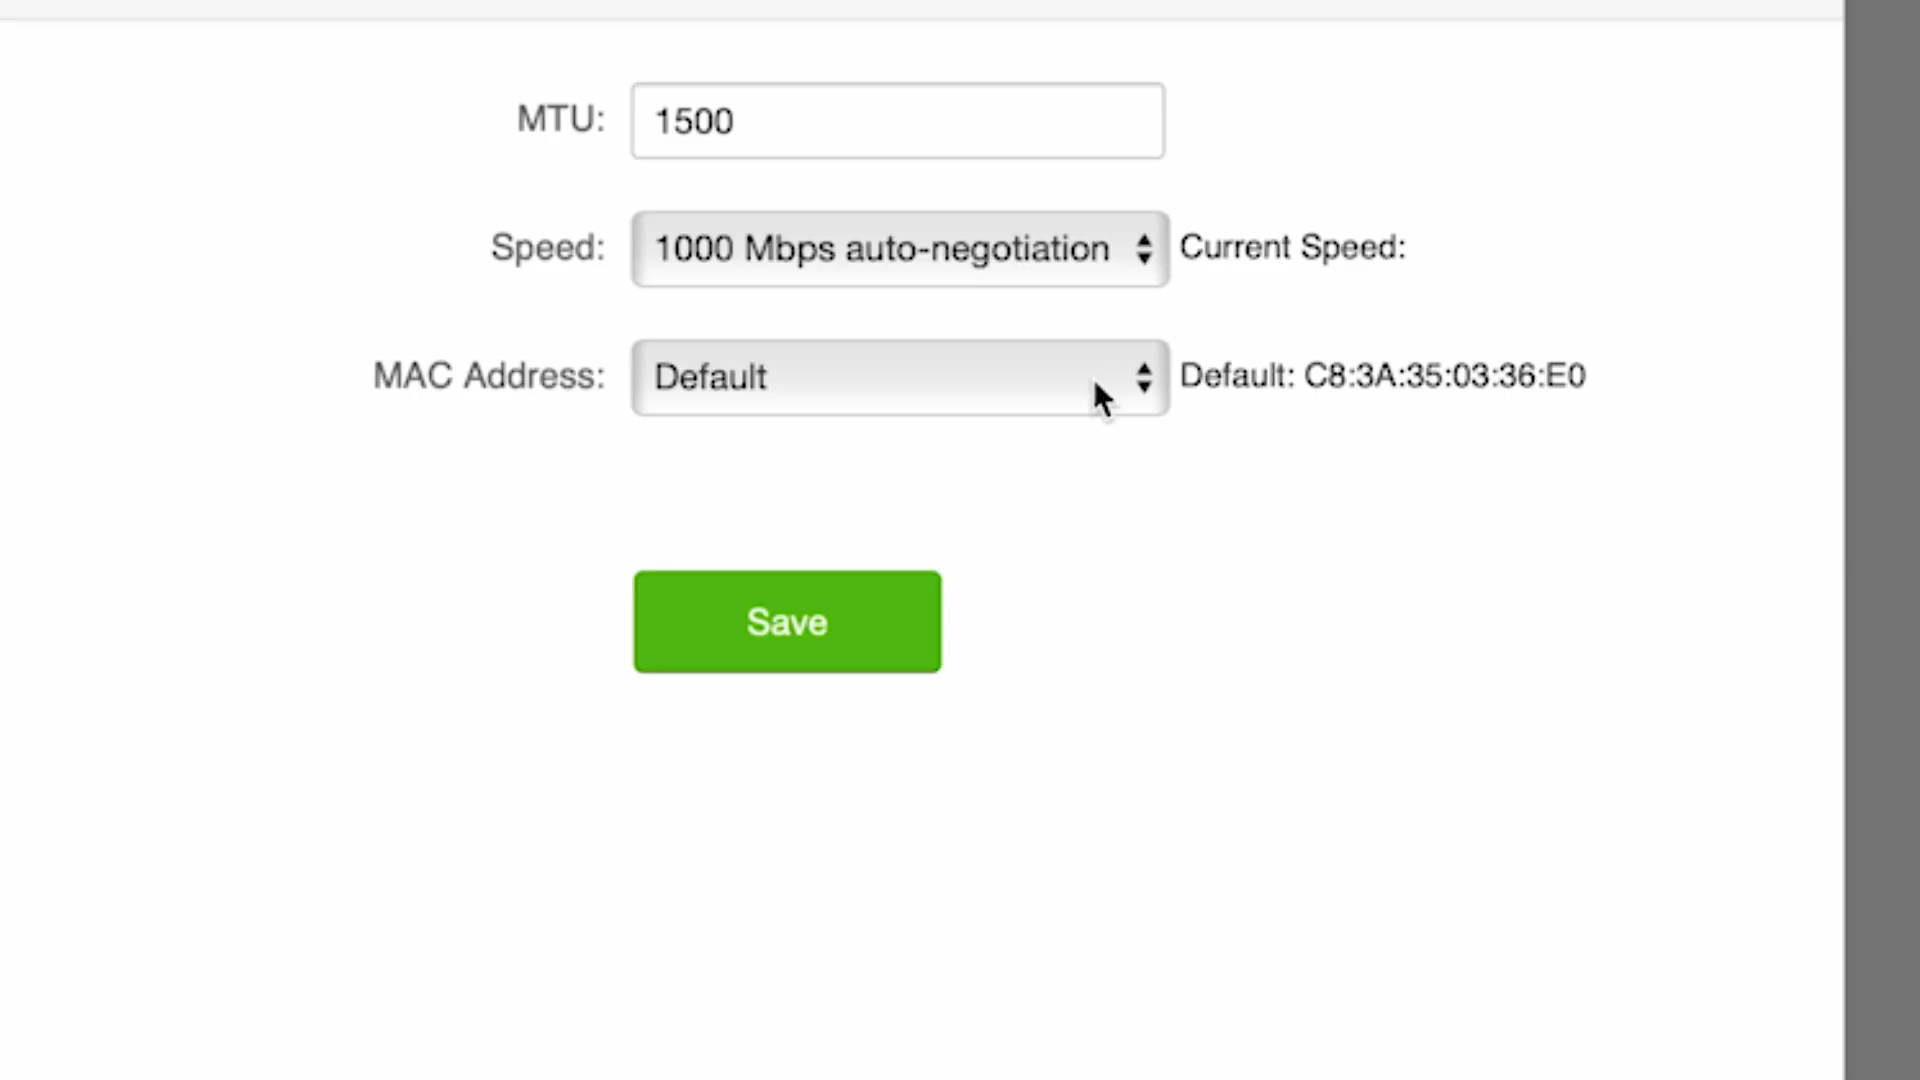 MTU: 1500
Speed: 1000 Mbps auto-negotiation Current Speed:
MAC Address: Default Default: C8:3A:35:03:36:E0
Save